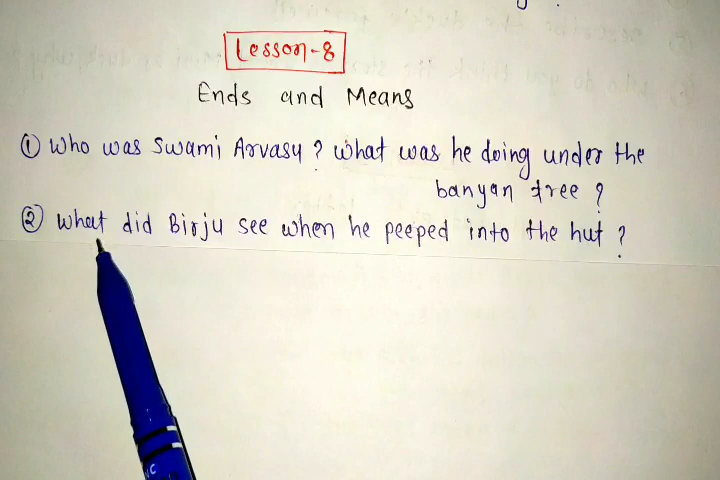 Lesson-8
Ends and Means
① Who was Swami Arvasu ? What was he doing under the
banyan tree ?
② What did Birju see when he peeped into the hut ?